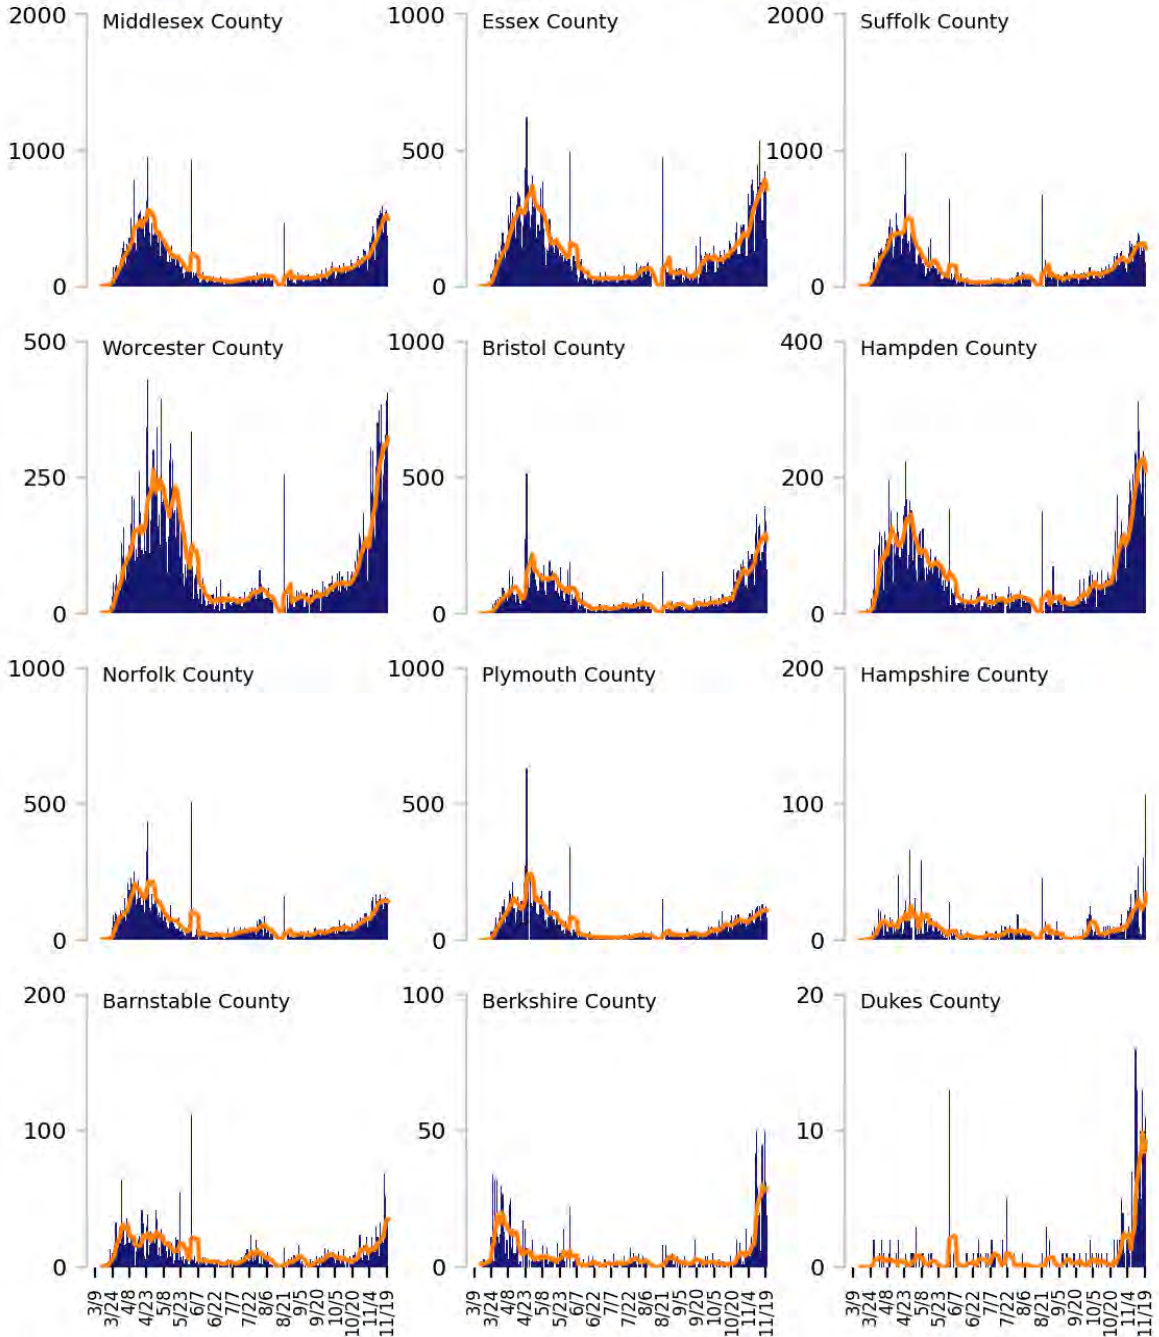 2000 Middlesex County 1000 Essex County 2000 Suffolk County
1000 500 1000
0 0 0
500 Worcester County 1000 Bristol County 400 Hampden County
250 500 200
0 0 0
1000 Norfolk County 1000 Plymouth County 200 Hampshire County
500 500 100
0 0 0
200 Barnstable County 100 Berkshire County 20 Dukes County
100 50 10
0 0 0
3/9 3/24 4/8 4/23 5/8 5/23 6/7 6/22 7/7 7/22 8/6 8/21 9/5 9/20 10/5 10/20 11/4 11/19 3/9 3/24 4/8 4/23 5/8 5/23 6/7 6/22 7/7 7/22 8/6 8/21 9/5 9/20 10/5 10/20 11/4 11/19 3/9 3/24 4/8 4/23 5/8 5/23 6/7 6/22 7/7 7/22 8/6 8/21 9/5 9/20 10/5 10/20 11/4 11/19